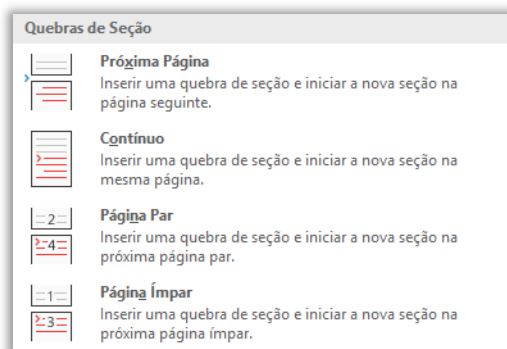 Quebras de Seção
Próxima Página
Inserir uma quebra de seção e iniciar a nova seção na
página seguinte.
Contínuo
Inserir uma quebra de seção e iniciar a nova seção na
mesma página.
2
4
Página Par
Inserir uma quebra de seção e iniciar a nova seção na
próxima página par.
1
3
Página Ímpar
Inserir uma quebra de seção e iniciar a nova seção na
próxima página ímpar.